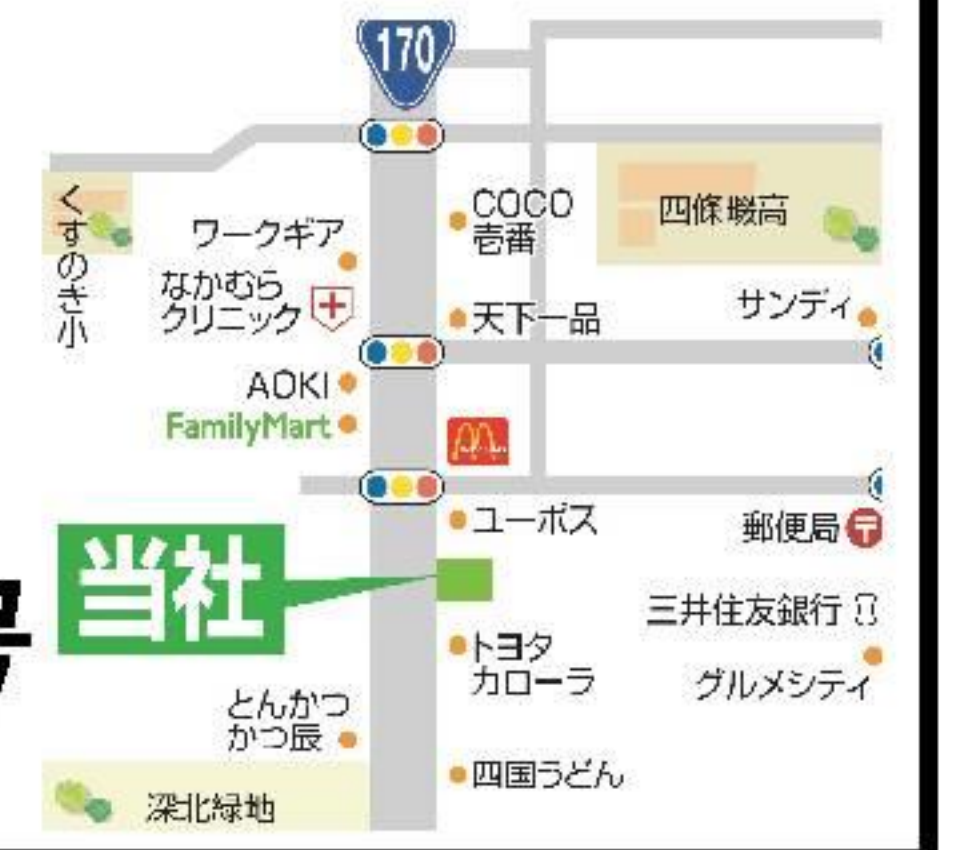 170
くすのき小
ワークギア
なかむら
クリニック
COCO
壱番
四條畷高
天下一品
サンディ
AOKI
FamilyMart
ユーポス
郵便局
当社
三井住友銀行
トヨタ
カローラ
グルメシティ
とんかつ
かつ辰
四国うどん
深北緑地